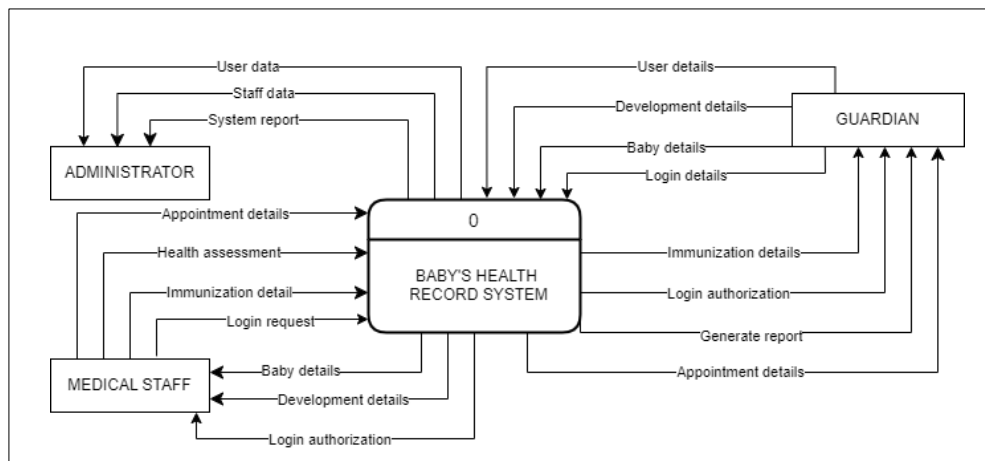 User data
User details
Staff data
Development details
System report
GUARDIAN
Baby details
ADMINISTRATOR
Login details
Appointment details
0
Health assessment
Immunization details
BABY'S HEALTH
RECORD SYSTEM
Immunization detail
Login authorization
Login request
Generate report
Baby details
Appointment details
MEDICAL STAFF
Development details
Login authorization